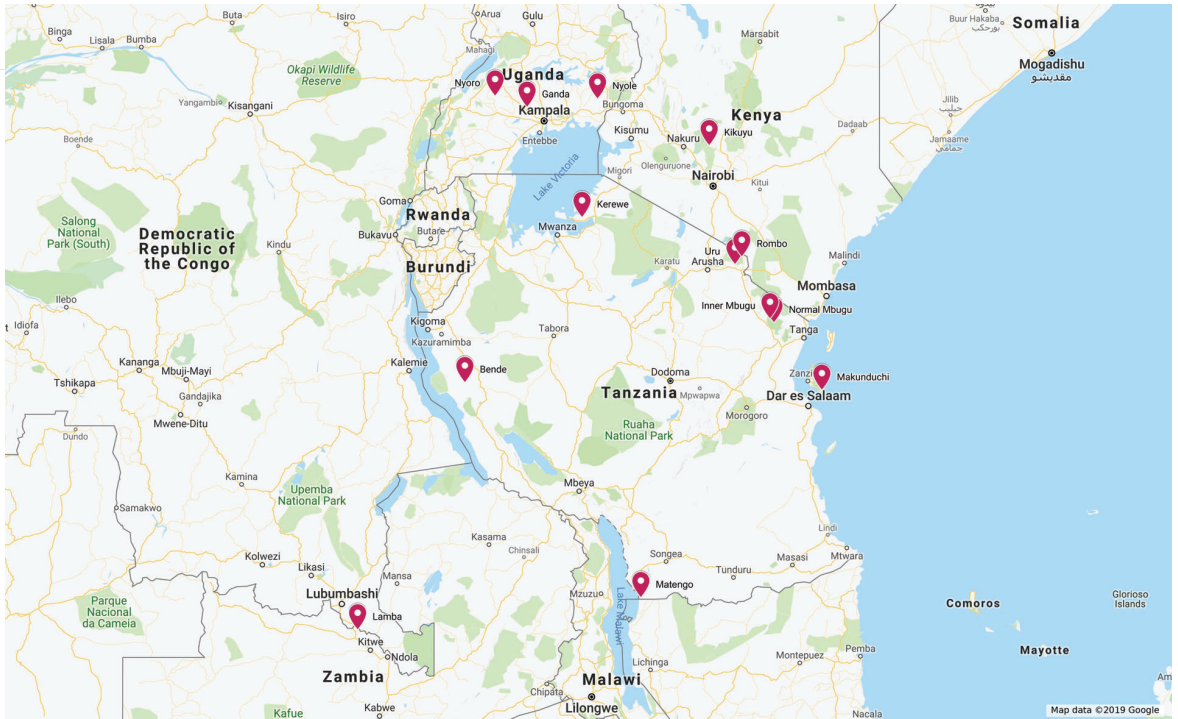 Somalia
Buta
Isiro
Arua
Gulu
Binga
Lisala
Bumba
Mahagi
Marsabit
Buur Hakaba
بورحكبة
Mogadishu
مقديشو
Okapi Wildlife
Reserve
Nyoro
Uganda
Ganda
Nyole
Yangambi
Kisangani
Kampala
Bungoma
Kenya
Jilib
جيليب
Boende
Entebbe
Kisumu
Nakuru
Kikuyu
Dadaab
Jamaame
جمامي
Lake Victoria
Olenguruone
Migori
Nairobi
Kitui
Goma
Rwanda
Kerewe
Salong
National
Park (South)
Democratic
Republic of
the Congo
Kindu
Bukavu
Butare
Mwanza
Uru
Rombo
Burundi
Karatu
Arusha
Malindi
Ilebo
Mombasa
Inner Mbugu
Normal Mbugu
t
Idiofa
Kigoma
Kazuramimba
Tabora
Tanga
Kananga
Mbuji-Mayi
Kalemie
Bende
Dodoma
Zanzi
Makunduchi
Tshikapa
Gandajika
Tanzania
Mpwapwa
Dar es Salaam
Mwene-Ditu
Morogoro
Dundo
Ruaha
National Park
Kamina
Upemba
National Park
Mbeya
Samakwo
Lindi
Kasama
Chinsali
Songea
Masasi
Mtwara
Kolwezi
Likasi
Mansa
Tunduru
Lubumbashi
Mzuzu
Matengo
Lake Malawi
Parque
Nacional
da Cameia
Lamba
Comoros
Glorioso
Islands
Kitwe
Ndola
Lichinga
Montepuez
Pemba
Mayotte
Zambia
Malawi
Chipata
Am
Kabwe
Lilongwe
Kafue
Nacala
Map data ©2019 Google